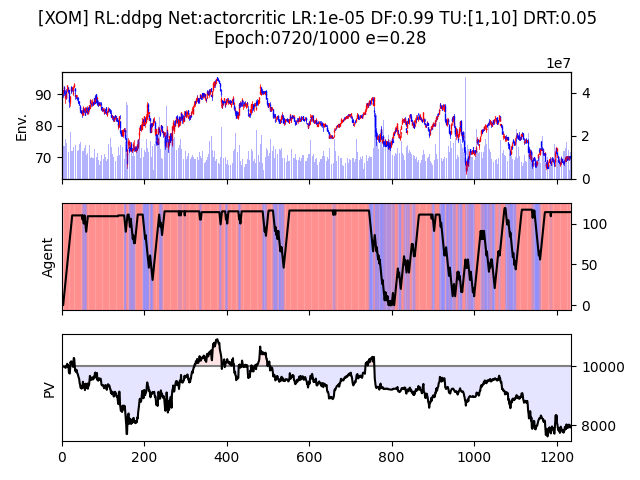 [XOM] RL:ddpg Net:actorcritic LR:1e-05 DF:0.99 TU:[1,10] DRT:0.05
Epoch:0720/1000 e=0.28
1e7
Env.
90
80
70
4
2
0
Agent
100
50
0
PV
10000
8000
0 200 400 600 800 1000 1200